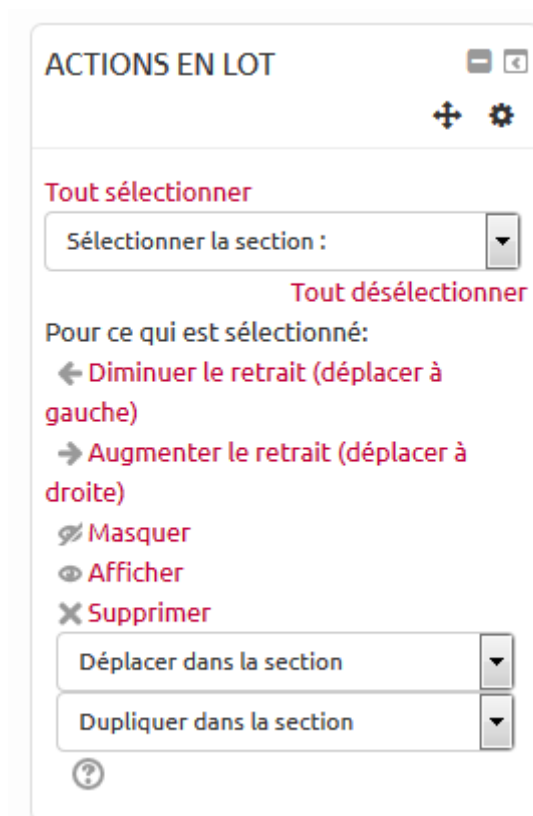 ACTIONS EN LOT
Tout sélectionner
Sélectionner la section :
Tout désélectionner
Pour ce qui est sélectionné:
Diminuer le retrait (déplacer à
gauche)
Augmenter le retrait (déplacer à
droite)
Masquer
Afficher
Supprimer
Déplacer dans la section
Dupliquer dans la section
?